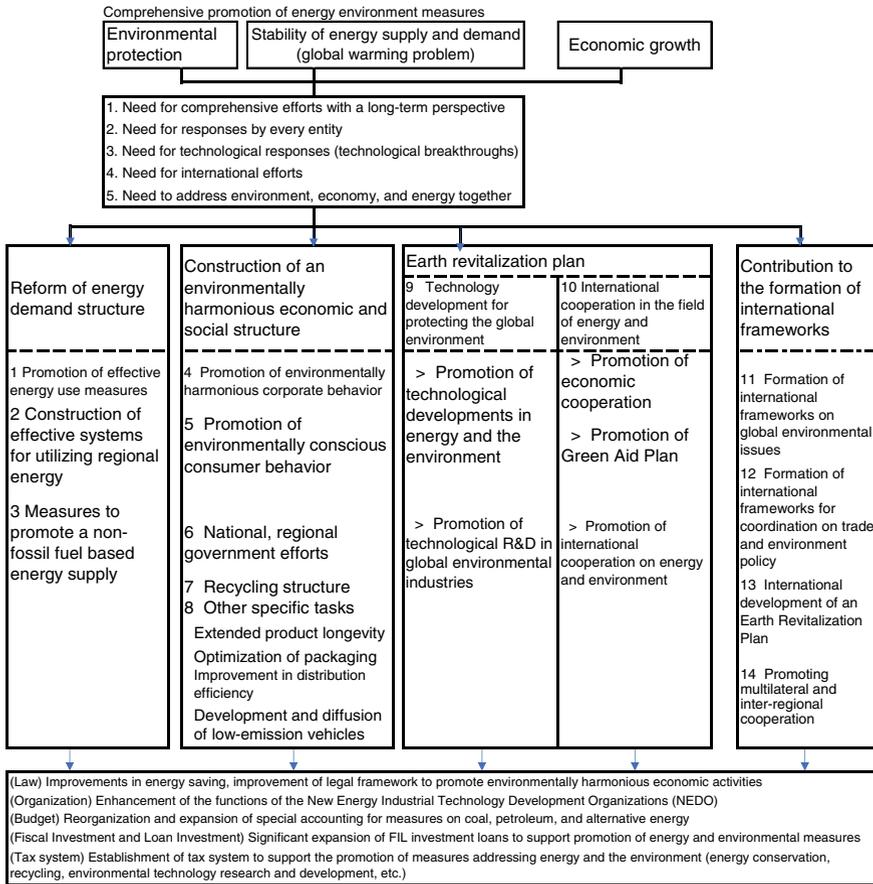 Comprehensive promotion of energy environment measures
Environmental
protection
Stability of energy supply and demand
(global warming problem)
Economic growth
1. Need for comprehensive efforts with a long-term perspective
2. Need for responses by every entity
3. Need for technological responses (technological breakthroughs)
4. Need for international efforts
5. Need to address environment, economy, and energy together
Reform of energy
demand structure
1 Promotion of effective
energy use measures
2 Construction of
effective systems
for utilizing regional
energy
3 Measures to
promote a non-
fossil fuel based
energy supply
Construction of an
environmentally
harmonious economic and
social structure
4 Promotion of environmentally
harmonious corporate behavior
5 Promotion of
environmentally conscious
consumer behavior
6 National, regional
government efforts
7 Recycling structure
8 Other specific tasks
Extended product longevity
Optimization of packaging
Improvement in distribution
efficiency
Development and diffusion
of low-emission vehicles
Earth revitalization plan
9 Technology
development for
protecting the global
environment
> Promotion of
technological
developments in
energy and the
environment
> Promotion of
technological R&D in
global environmental
industries
10 International
cooperation in the field
of energy and
environment
> Promotion of
economic
cooperation
> Promotion of
Green Aid Plan
> Promotion of
international
cooperation on energy
and environment
Contribution to
the formation of
international
frameworks
11 Formation of
international
frameworks on
global environmental
issues
12 Formation of
international
frameworks for
coordination on trade
and environment
policy
13 International
development of an
Earth Revitalization
Plan
14 Promoting
multilateral and
inter-regional
cooperation
(Law) Improvements in energy saving, improvement of legal framework to promote environmentally harmonious economic activities
(Organization) Enhancement of the functions of the New Energy Industrial Technology Development Organizations (NEDO)
(Budget) Reorganization and expansion of special accounting for measures on coal, petroleum, and alternative energy
(Fiscal Investment and Loan Investment) Significant expansion of FIL investment loans to support promotion of energy and environmental measures
(Tax system) Establishment of tax system to support the promotion of measures addressing energy and the environment (energy conservation,
recycling, environmental technology research and development, etc.)